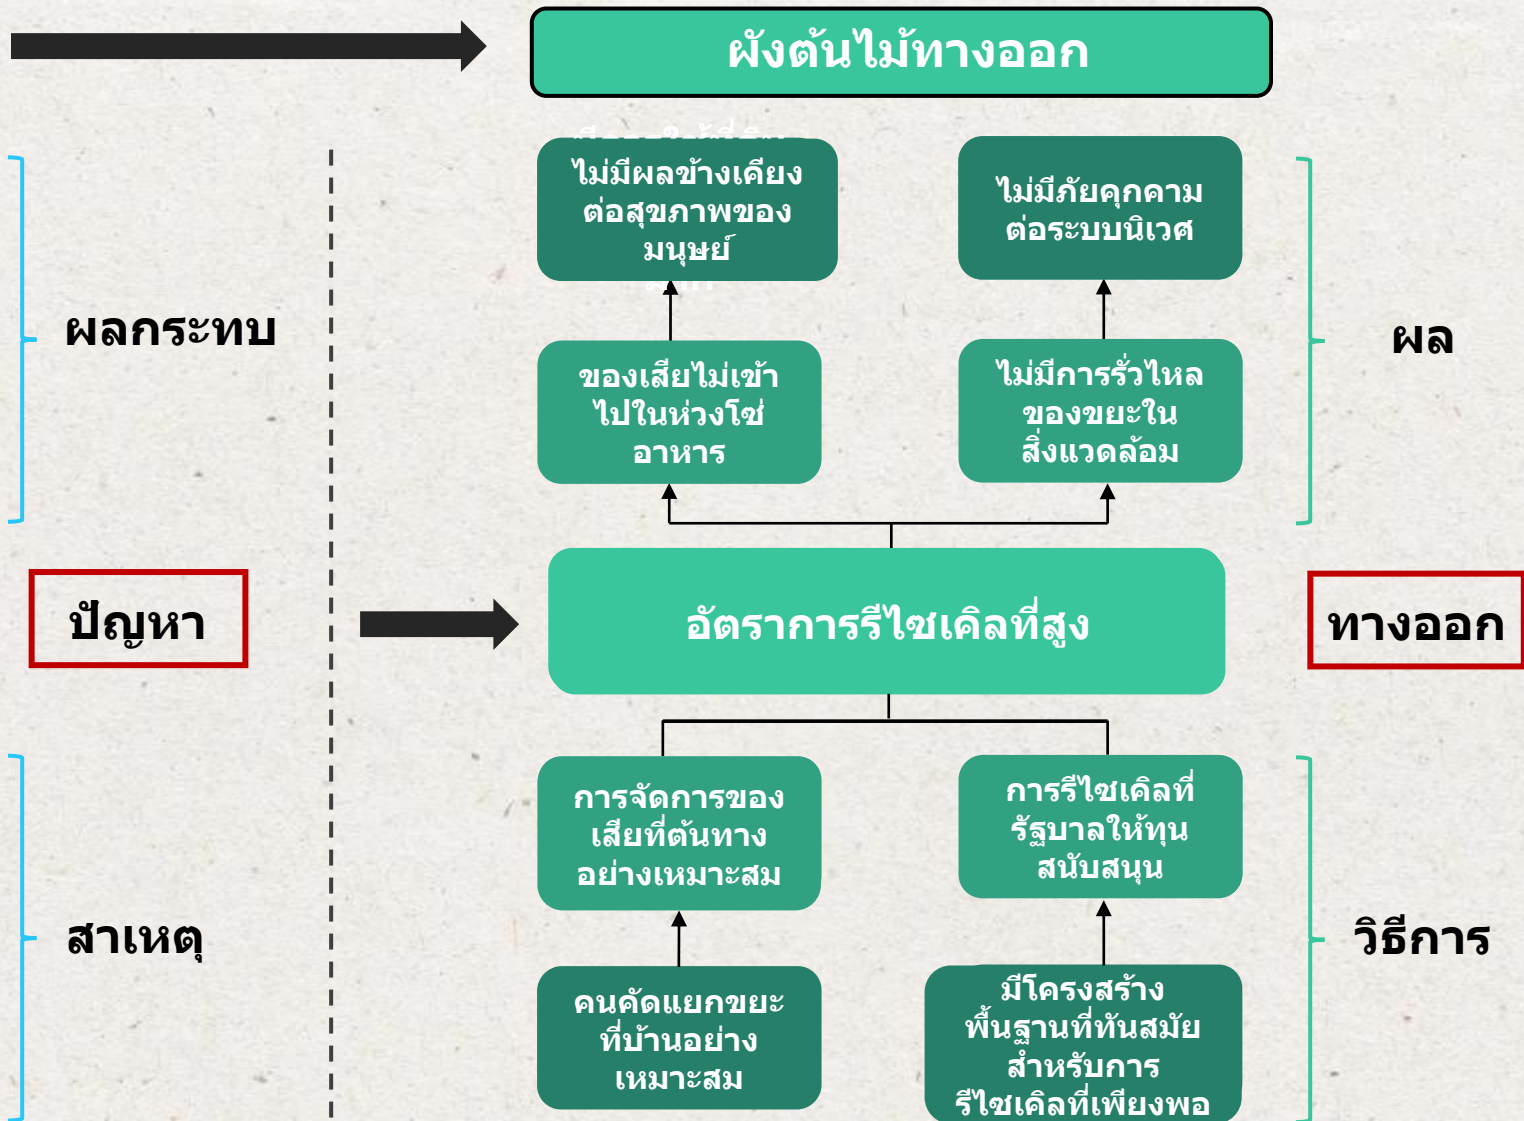 ผังต้นไม้ทางออก
ไม่มีผลข้างเคียง
ต่อสุขภาพของ
มนุษย์
ไม่มีภัยคุกคาม
ต่อระบบนิเวศ
ผลกระทบ
ผล
ของเสียไม่เข้า
ไปในห่วงโซ่
อาหาร
ไม่มีการรั่วไหล
ของขยะใน
สิ่งแวดล้อม
ปัญหา
อัตราการรีไซเคิลที่สูง
ทางออก
การจัดการของ
เสียที่ต้นทาง
อย่างเหมาะสม
การรีไซเคิลที่
รัฐบาลให้ทุน
สนับสนุน
สาเหตุ
วิธีการ
คนคัดแยกขยะ
ที่บ้านอย่าง
เหมาะสม
มีโครงสร้าง
พื้นฐานที่ทันสมัย
สำหรับการ
รีไซเคิลที่เพียงพอ